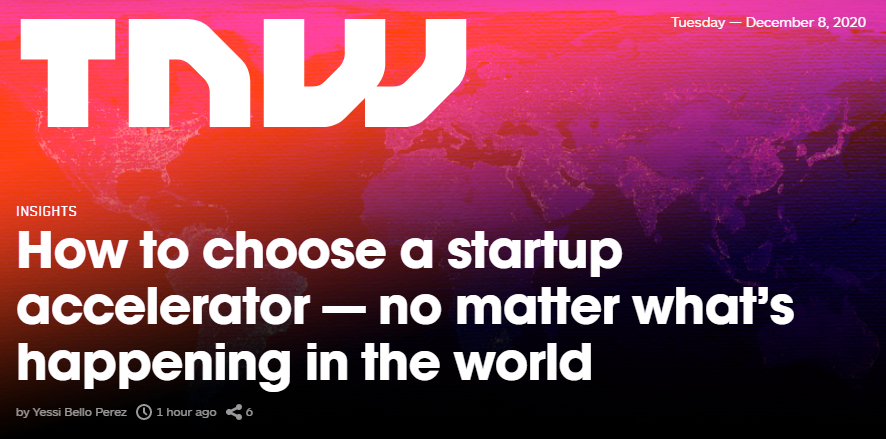 TNW
Tuesday — December 8, 2020
INSIGHTS
How to choose a startup
accelerator — no matter what’s
happening in the world
by Yessi Bello Perez 1 hour ago 6